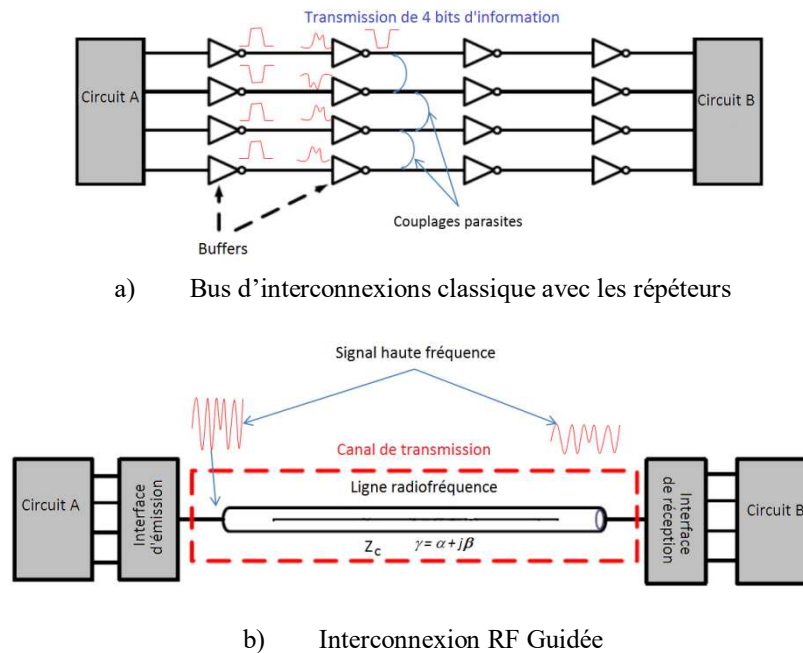 Transmission de 4 bits d'information
Circuit A
Circuit B
Couplages parasites
Buffers
a) Bus d’interconnexions classique avec les répéteurs
Signal haute fréquence
Canal de transmission
Ligne radiofréquence
Circuit A
Interface
d'émission
Z_c γ = α + jβ
Interface
de réception
Circuit B
b) Interconnexion RF Guidée